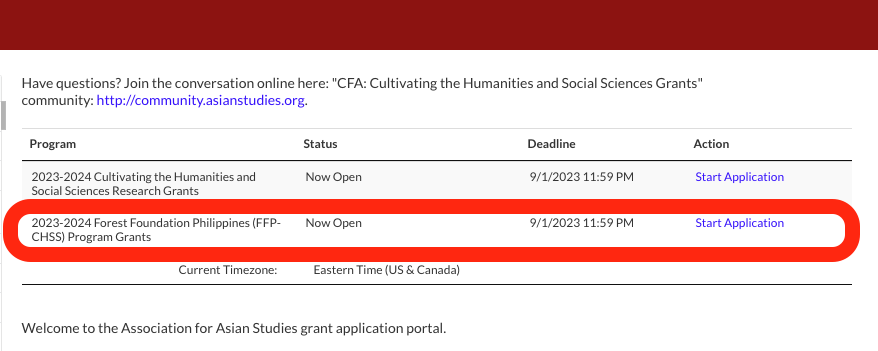 Have questions? Join the conversation online here: "CFA: Cultivating the Humanities and Social Sciences Grants"
community: http://community.asianstudies.org.
Program Status Deadline Action
2023-2024 Cultivating the Humanities and Now Open 9/1/2023 11:59 PM Start Application
Social Sciences Research Grants
2023-2024 Forest Foundation Philippines (FFP- Now Open 9/1/2023 11:59 PM Start Application
CHSS) Program Grants
Current Timezone: Eastern Time (US & Canada)
Welcome to the Association for Asian Studies grant application portal.